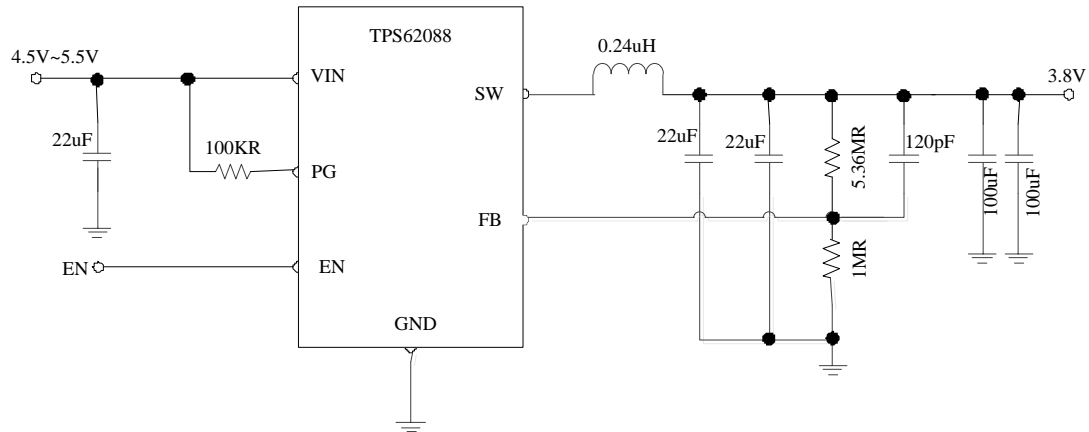 TPS62088
4.5V~5.5V
VIN
0.24uH
3.8V
SW
22uF
100KR
PG
22uF
22uF
5.36MR
120pF
100uF
100uF
FB
EN
EN
1MR
GND